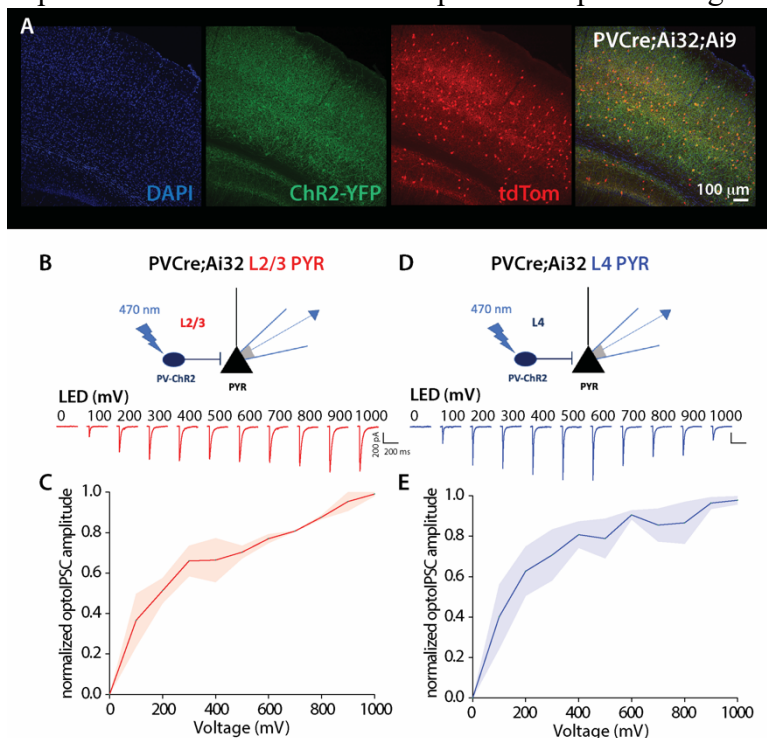 A
PVCre;Ai32;Ai9
DAPI
ChR2-YFP
tdTom
100 μm
B
PVCre;Ai32 L2/3 PYR
470 nm
L2/3
PV-ChR2
PYR
LED (mV)
0 100 200 300 400 500 600 700 800 900 1000
200 pA
200 ms
C
normalized optoIPSC amplitude
1.0
0.8
0.6
0.4
0.2
0.0
0 200 400 600 800 1000
Voltage (mV)
D
PVCre;Ai32 L4 PYR
470 nm
L4
PV-ChR2
PYR
LED (mV)
0 100 200 300 400 500 600 700 800 900 1000
E
normalized optoIPSC amplitude
1.0
0.8
0.6
0.4
0.2
0.0
0 200 400 600 800 1000
Voltage (mV)